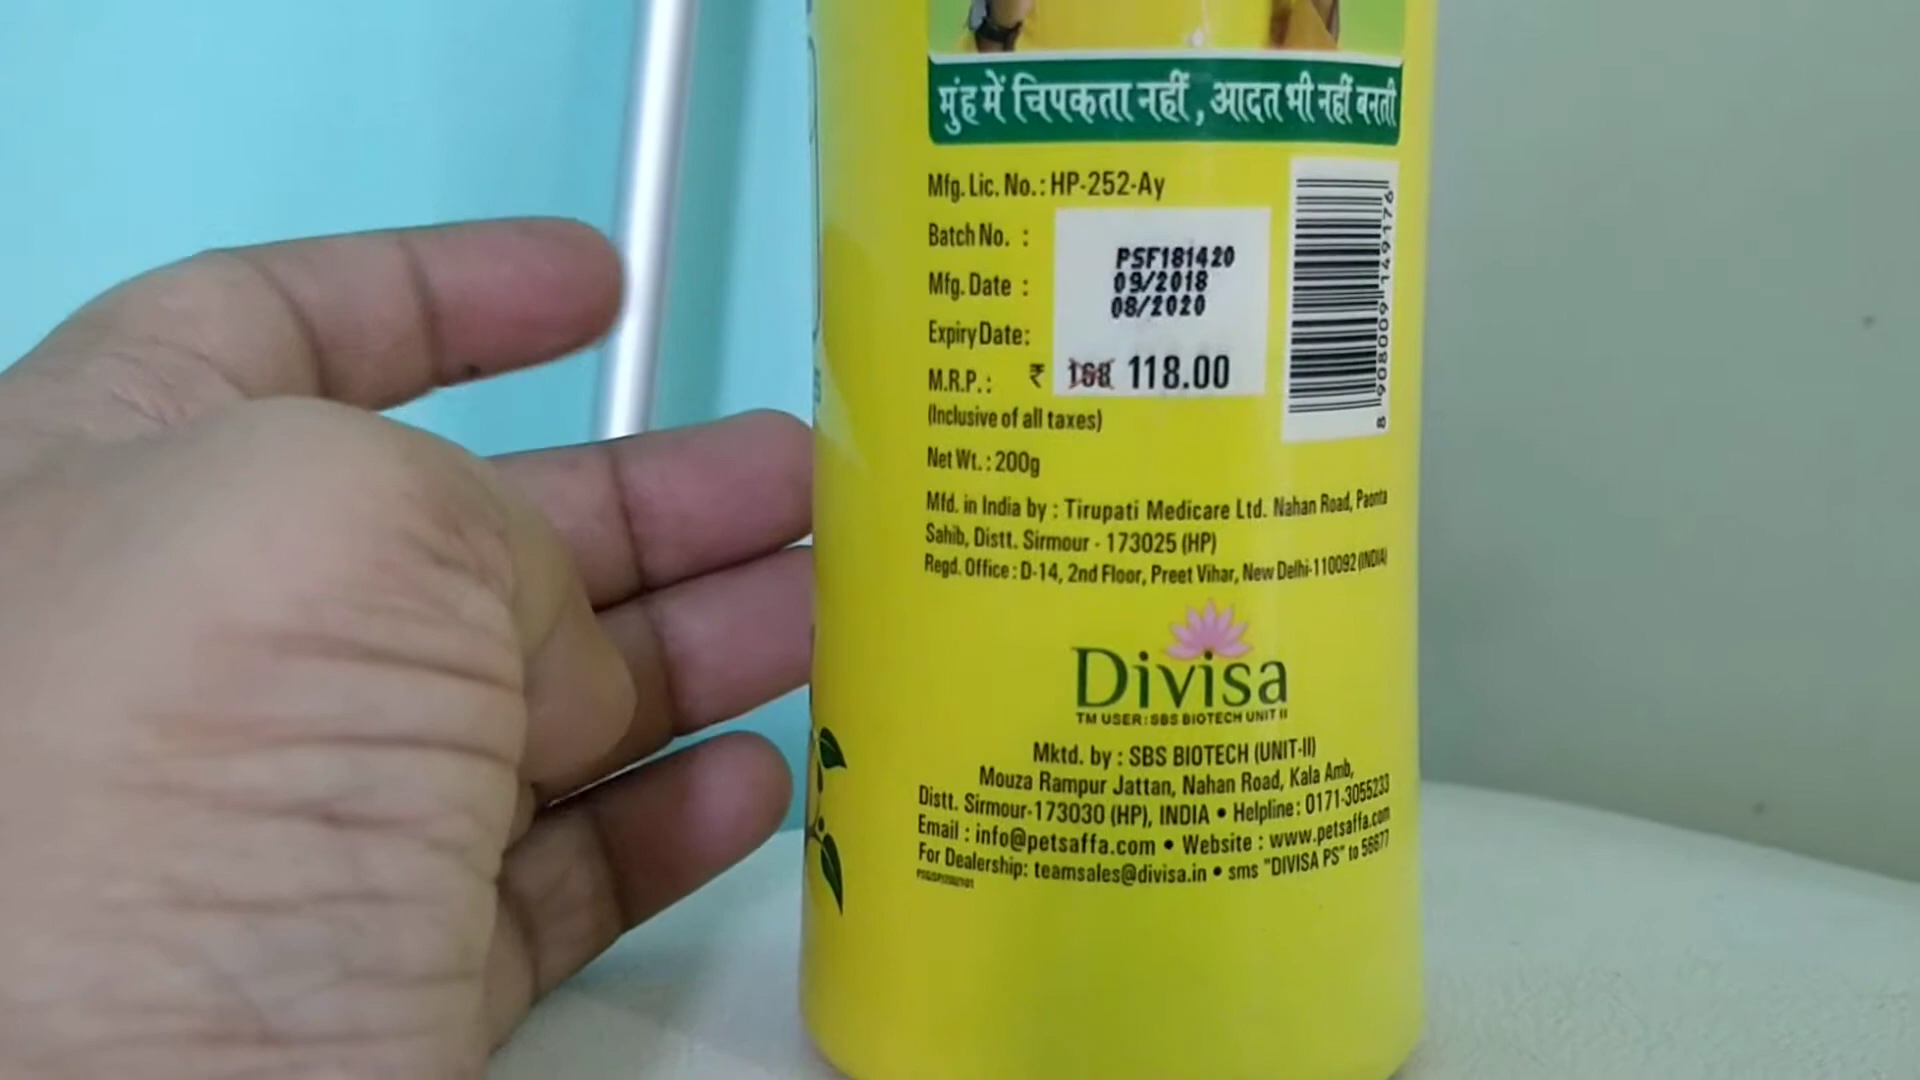 मुंह में चिपकता नहीं, आदत भी नहीं बनती
Mfg. Lic. No.: HP-252-Ay
Batch No. : PSF181420
Mfg. Date : 09/2018
Expiry Date: 08/2020
M.R.P.: ₹ 168 118.00
(Inclusive of all taxes)
Net Wt.: 200g
Mfd. in India by : Tirupati Medicare Ltd. Nahan Road, Paonta
Sahib, Distt. Sirmour - 173025 (HP)
Regd. Office : D-14, 2nd Floor, Preet Vihar, New Delhi-110092 (INDIA)
8 908009 149176
Divisa
TM USER: SBS BIOTECH UNIT II
Mktd. by : SBS BIOTECH (UNIT-II)
Mouza Rampur Jattan, Nahan Road, Kala Amb,
Distt. Sirmour-173030 (HP), INDIA • Helpline : 0171-3055233
Email : info@petsaffa.com • Website : www.petsaffa.com
For Dealership: teamsales@divisa.in • sms "DIVISA PS" to 56677